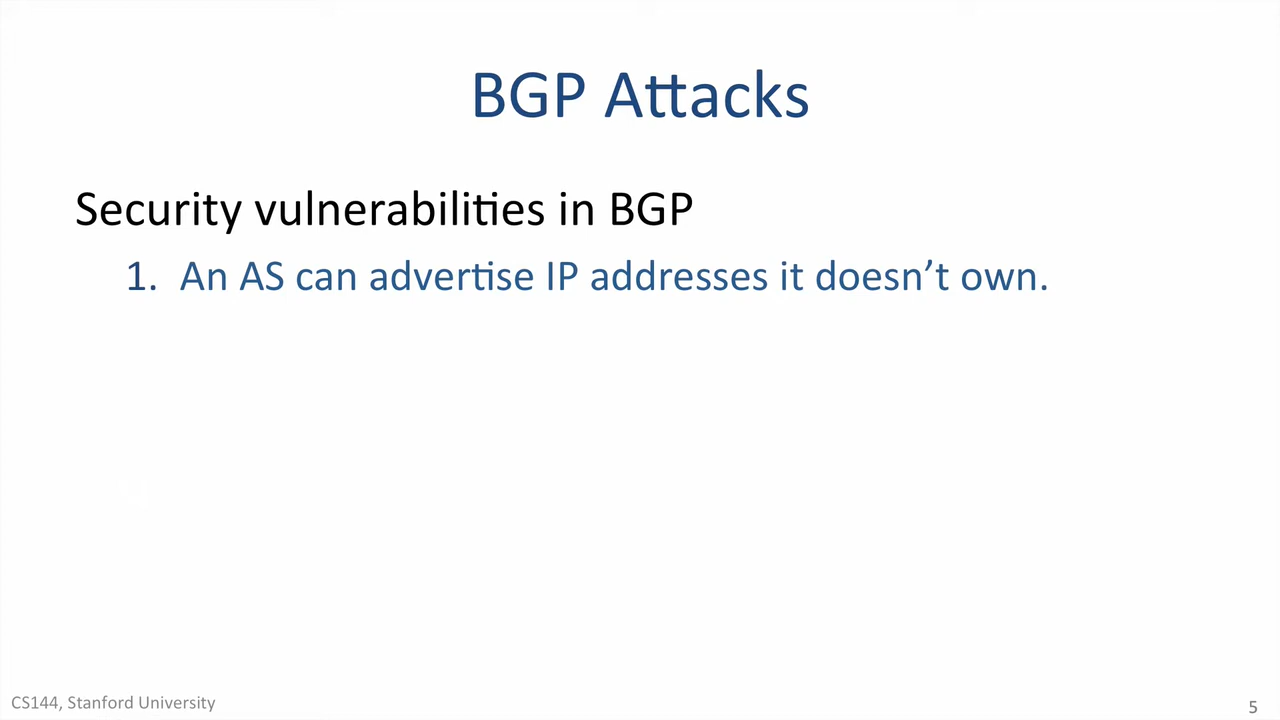 BGP Attacks
Security vulnerabilities in BGP
1. An AS can advertise IP addresses it doesn’t own.
CS144, Stanford University
5